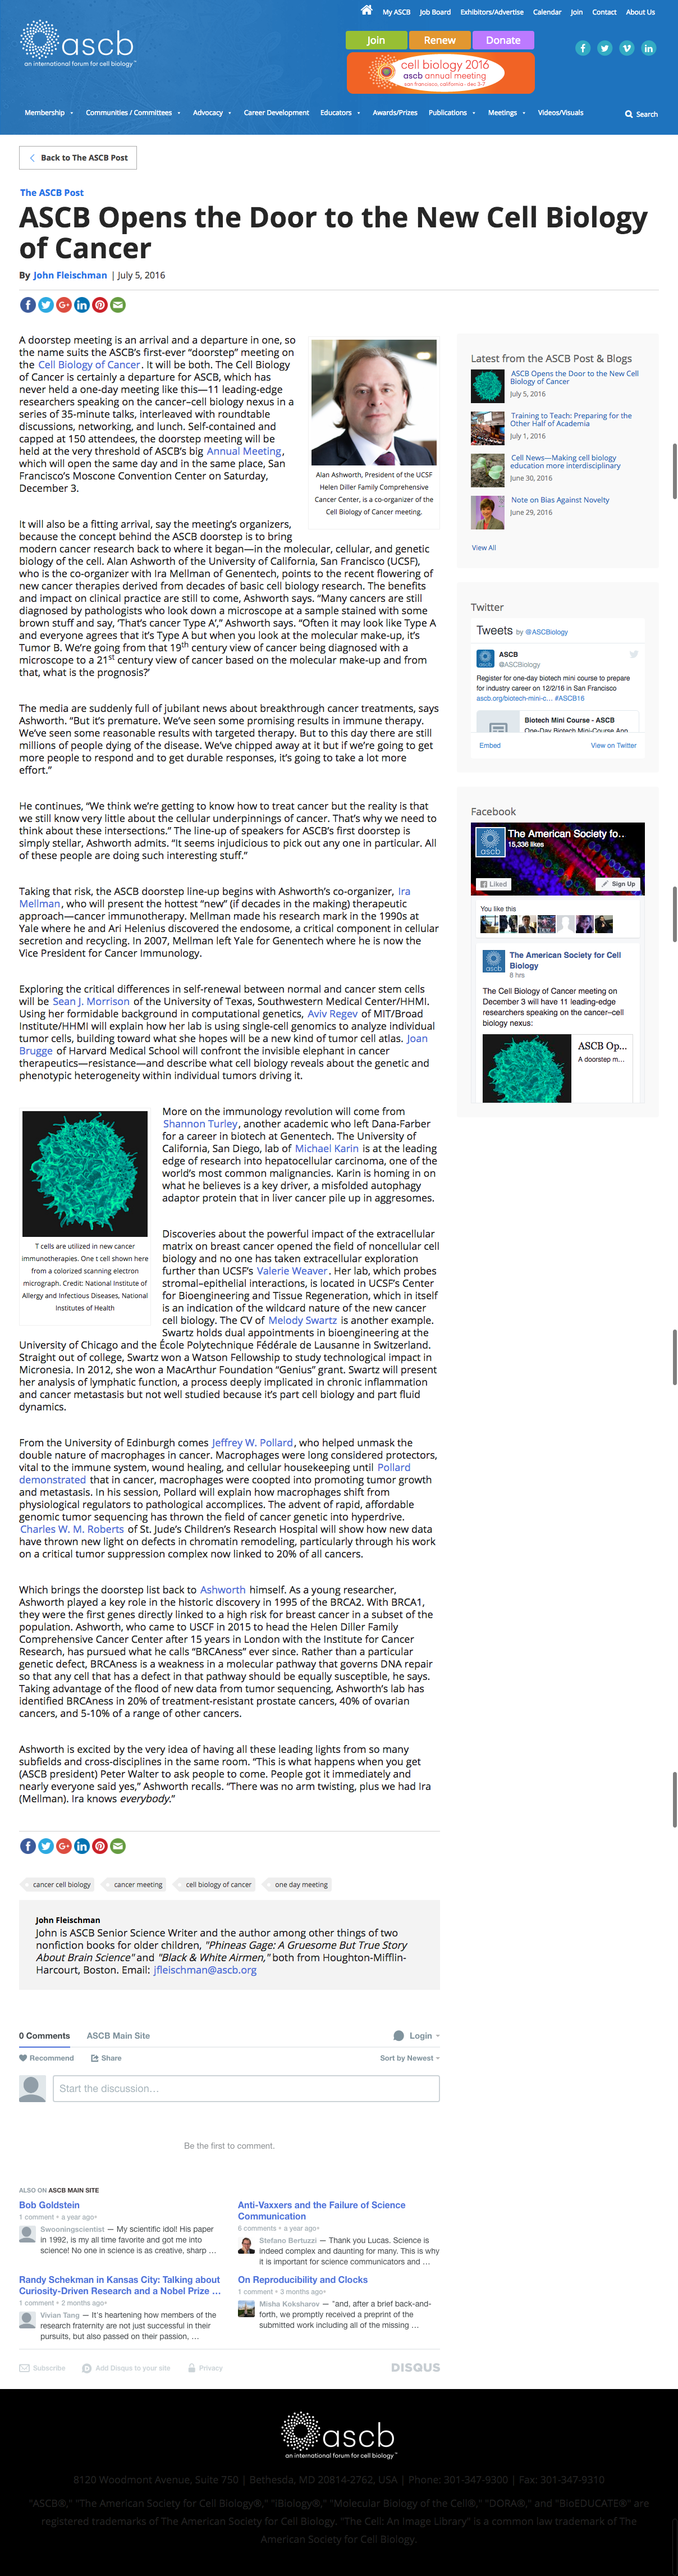 My ASCB Job Board Exhibitors/Advertise Calendar Join Contact About Us
ascb
an international forum for cell biology™
Join Renew Donate
cell biology 2016
ascb annual meeting
san francisco, california · dec 3-7
Membership Communities / Committees Advocacy Career Development Educators Awards/Prizes Publications Meetings Videos/Visuals Search
Back to The ASCB Post
The ASCB Post
ASCB Opens the Door to the New Cell Biology
of Cancer
By John Fleischman | July 5, 2016
A doorstep meeting is an arrival and a departure in one, so
the name suits the ASCB's first-ever "doorstep" meeting on
the Cell Biology of Cancer. It will be both. The Cell Biology
of Cancer is certainly a departure for ASCB, which has
never held a one-day meeting like this—11 leading-edge
researchers speaking on the cancer–cell biology nexus in a
series of 35-minute talks, interleaved with roundtable
discussions, networking, and lunch. Self-contained and
capped at 150 attendees, the doorstep meeting will be
held at the very threshold of ASCB's big Annual Meeting,
which will open the same day and in the same place, San
Francisco's Moscone Convention Center on Saturday,
December 3.
Alan Ashworth, President of the UCSF
Helen Diller Family Comprehensive
Cancer Center, is a co-organizer of the
Cell Biology of Cancer meeting.
It will also be a fitting arrival, say the meeting's organizers,
because the concept behind the ASCB doorstep is to bring
modern cancer research back to where it began—in the molecular, cellular, and genetic
biology of the cell. Alan Ashworth of the University of California, San Francisco (UCSF),
who is the co-organizer with Ira Mellman of Genentech, points to the recent flowering of
new cancer therapies derived from decades of basic cell biology research. The benefits
and impact on clinical practice are still to come, Ashworth says. "Many cancers are still
diagnosed by pathologists who look down a microscope at a sample stained with some
brown stuff and say, 'That's cancer Type A'," Ashworth says. "Often it may look like Type A
and everyone agrees that it's Type A but when you look at the molecular make-up, it's
Tumor B. We're going from that 19th century view of cancer being diagnosed with a
microscope to a 21st century view of cancer based on the molecular make-up and from
that, what is the prognosis?'
The media are suddenly full of jubilant news about breakthrough cancer treatments, says
Ashworth. "But it's premature. We've seen some promising results in immune therapy.
We've seen some reasonable results with targeted therapy. But to this day there are still
millions of people dying of the disease. We've chipped away at it but if we're going to get
more people to respond and to get durable responses, it's going to take a lot more
effort."
He continues, "We think we're getting to know how to treat cancer but the reality is that
we still know very little about the cellular underpinnings of cancer. That's why we need to
think about these intersections." The line-up of speakers for ASCB's first doorstep is
simply stellar, Ashworth admits. "It seems injudicious to pick out any one in particular. All
of these people are doing such interesting stuff."
Taking that risk, the ASCB doorstep line-up begins with Ashworth's co-organizer, Ira
Mellman, who will present the hottest "new" (if decades in the making) therapeutic
approach—cancer immunotherapy. Mellman made his research mark in the 1990s at
Yale where he and Ari Helenius discovered the endosome, a critical component in cellular
secretion and recycling. In 2007, Mellman left Yale for Genentech where he is now the
Vice President for Cancer Immunology.
Exploring the critical differences in self-renewal between normal and cancer stem cells
will be Sean J. Morrison of the University of Texas, Southwestern Medical Center/HHMI.
Using her formidable background in computational genetics, Aviv Regev of MIT/Broad
Institute/HHMI will explain how her lab is using single-cell genomics to analyze individual
tumor cells, building toward what she hopes will be a new kind of tumor cell atlas. Joan
Brugge of Harvard Medical School will confront the invisible elephant in cancer
therapeutics—resistance—and describe what cell biology reveals about the genetic and
phenotypic heterogeneity within individual tumors driving it.
T cells are utilized in new cancer
immunotherapies. One t cell shown here
from a colorized scanning electron
micrograph. Credit: National Institute of
Allergy and Infectious Diseases, National
Institutes of Health
More on the immunology revolution will come from
Shannon Turley, another academic who left Dana-Farber
for a career in biotech at Genentech. The University of
California, San Diego, lab of Michael Karin is at the leading
edge of research into hepatocellular carcinoma, one of the
world's most common malignancies. Karin is homing in on
what he believes is a key driver, a misfolded autophagy
adaptor protein that in liver cancer pile up in aggresomes.
Discoveries about the powerful impact of the extracellular
matrix on breast cancer opened the field of noncellular cell
biology and no one has taken extracellular exploration
further than UCSF's Valerie Weaver. Her lab, which probes
stromal–epithelial interactions, is located in UCSF's Center
for Bioengineering and Tissue Regeneration, which in itself
is an indication of the wildcard nature of the new cancer
cell biology. The CV of Melody Swartz is another example.
Swartz holds dual appointments in bioengineering at the
University of Chicago and the École Polytechnique Fédérale de Lausanne in Switzerland.
Straight out of college, Swartz won a Watson Fellowship to study technological impact in
Micronesia. In 2012, she won a MacArthur Foundation "Genius" grant. Swartz will present
her analysis of lymphatic function, a process deeply implicated in chronic inflammation
and cancer metastasis but not well studied because it's part cell biology and part fluid
dynamics.
From the University of Edinburgh comes Jeffrey W. Pollard, who helped unmask the
double nature of macrophages in cancer. Macrophages were long considered protectors,
vital to the immune system, wound healing, and cellular housekeeping until Pollard
demonstrated that in cancer, macrophages were coopted into promoting tumor growth
and metastasis. In his session, Pollard will explain how macrophages shift from
physiological regulators to pathological accomplices. The advent of rapid, affordable
genomic tumor sequencing has thrown the field of cancer genetic into hyperdrive.
Charles W. M. Roberts of St. Jude's Children's Research Hospital will show how new data
have thrown new light on defects in chromatin remodeling, particularly through his work
on a critical tumor suppression complex now linked to 20% of all cancers.
Which brings the doorstep list back to Ashworth himself. As a young researcher,
Ashworth played a key role in the historic discovery in 1995 of the BRCA2. With BRCA1,
they were the first genes directly linked to a high risk for breast cancer in a subset of the
population. Ashworth, who came to USCF in 2015 to head the Helen Diller Family
Comprehensive Cancer Center after 15 years in London with the Institute for Cancer
Research, has pursued what he calls "BRCAness" ever since. Rather than a particular
genetic defect, BRCAness is a weakness in a molecular pathway that governs DNA repair
so that any cell that has a defect in that pathway should be equally susceptible, he says.
Taking advantage of the flood of new data from tumor sequencing, Ashworth's lab has
identified BRCAness in 20% of treatment-resistant prostate cancers, 40% of ovarian
cancers, and 5-10% of a range of other cancers.
Ashworth is excited by the very idea of having all these leading lights from so many
subfields and cross-disciplines in the same room. "This is what happens when you get
(ASCB president) Peter Walter to ask people to come. People got it immediately and
nearly everyone said yes," Ashworth recalls. "There was no arm twisting, plus we had Ira
(Mellman). Ira knows everybody."
cancer cell biology cancer meeting cell biology of cancer one day meeting
John Fleischman
John is ASCB Senior Science Writer and the author among other things of two
nonfiction books for older children, "Phineas Gage: A Gruesome But True Story
About Brain Science" and "Black & White Airmen," both from Houghton-Mifflin-
Harcourt, Boston. Email: jfleischman@ascb.org
0 Comments ASCB Main Site Login
Recommend Share Sort by Newest
Start the discussion...
Be the first to comment.
ALSO ON ASCB MAIN SITE
Bob Goldstein
1 comment • a year ago•
Swooningscientist — My scientific idol! His paper
in 1992, is my all time favorite and got me into
science! No one in science is as creative, sharp ...
Anti-Vaxxers and the Failure of Science
Communication
6 comments • a year ago•
Stefano Bertuzzi — Thank you Lucas. Science is
indeed complex and daunting for many. This is why
it is important for science communicators and ...
Randy Schekman in Kansas City: Talking about
Curiosity-Driven Research and a Nobel Prize ...
1 comment • 2 months ago•
Vivian Tang — It's heartening how members of the
research fraternity are not just successful in their
pursuits, but also passed on their passion, ...
On Reproducibility and Clocks
1 comment • 3 months ago•
Misha Koksharov — "and, after a brief back-and-
forth, we promptly received a preprint of the
submitted work including all of the missing ...
Subscribe Add Disqus to your site Privacy DISQUS
Latest from the ASCB Post & Blogs
ASCB Opens the Door to the New Cell
Biology of Cancer
July 5, 2016
Training to Teach: Preparing for the
Other Half of Academia
July 1, 2016
Cell News—Making cell biology
education more interdisciplinary
June 30, 2016
Note on Bias Against Novelty
June 29, 2016
View All
Twitter
Tweets by @ASCBiology
ASCB
@ASCBiology
Register for one-day biotech mini course to prepare
for industry career on 12/2/16 in San Francisco
ascb.org/biotech-mini-c... #ASCB16
Biotech Mini Course - ASCB
One-Day Biotech Mini-Course App
Embed View on Twitter
Facebook
The American Society fo..
15,336 likes
ascb
Liked Sign Up
You like this
The American Society for Cell
Biology
8 hrs
The Cell Biology of Cancer meeting on
December 3 will have 11 leading-edge
researchers speaking on the cancer–cell
biology nexus:
ASCB Op...
A doorstep m...
ascb
an international forum for cell biology™
8120 Woodmont Avenue, Suite 750 | Bethesda, MD 20814-2762, USA | Phone: 301-347-9300 | Fax: 301-347-9310
"ASCB®," "The American Society for Cell Biology®," "iBiology®," "Molecular Biology of the Cell®," "DORA®," and "BioEDUCATE®" are
registered trademarks of The American Society for Cell Biology. "The Cell: An Image Library" is a common law trademark of The
American Society for Cell Biology.